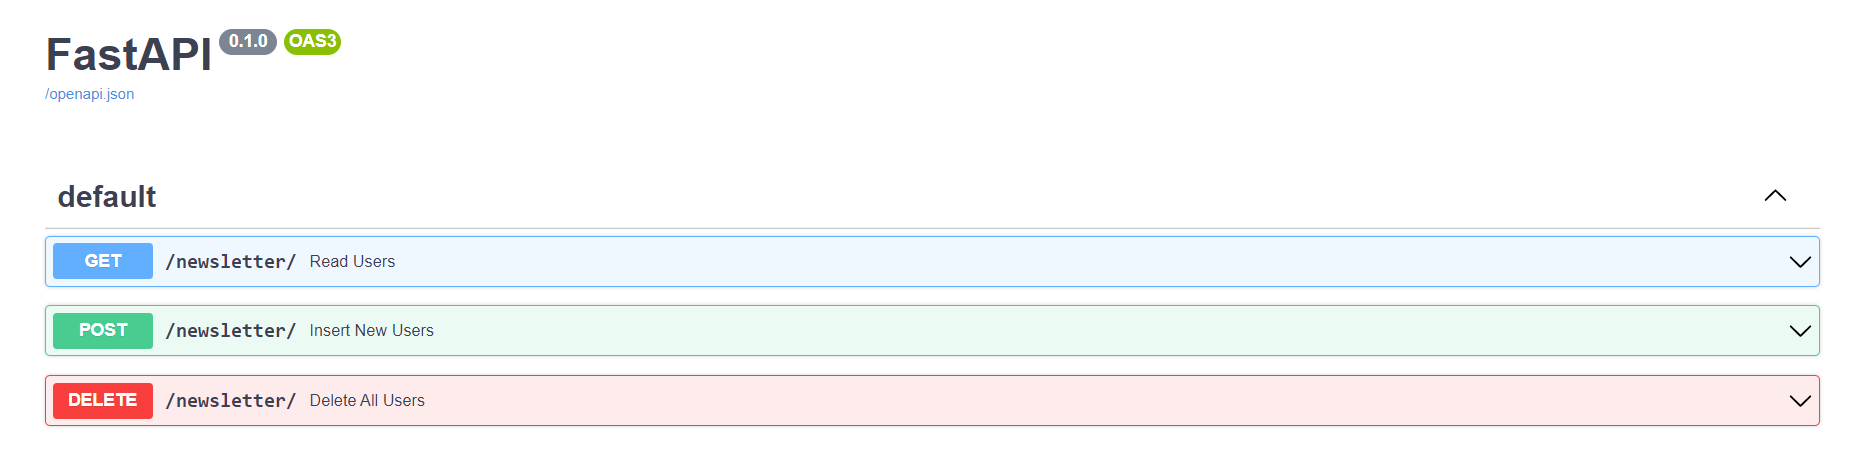 FastAPI 0.1.0 OAS3
/openapi.json
default
GET /newsletter/ Read Users
POST /newsletter/ Insert New Users
DELETE /newsletter/ Delete All Users